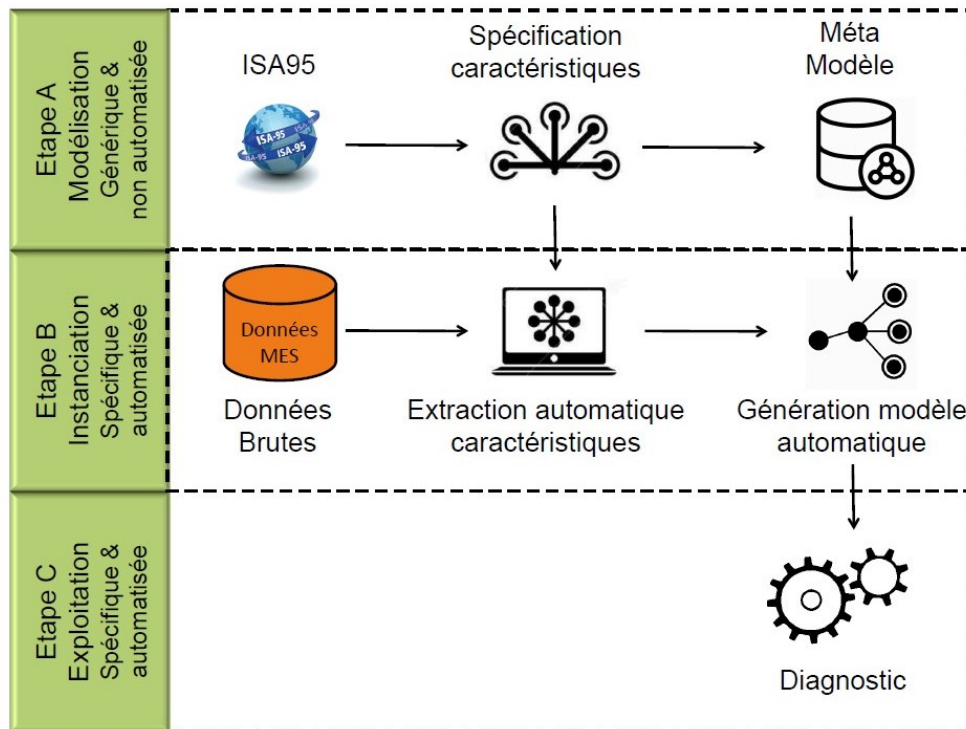 Etape A
Modélisation
Générique &
non automatisée
ISA95
ISA-95
ISA-95
ISA-95
Spécification
caractéristiques
Méta
Modèle
Etape B
Instanciation
Spécifique &
automatisée
Données
MES
Données
Brutes
Extraction automatique
caractéristiques
Génération modèle
automatique
Etape C
Exploitation
Spécifique &
automatisée
Diagnostic